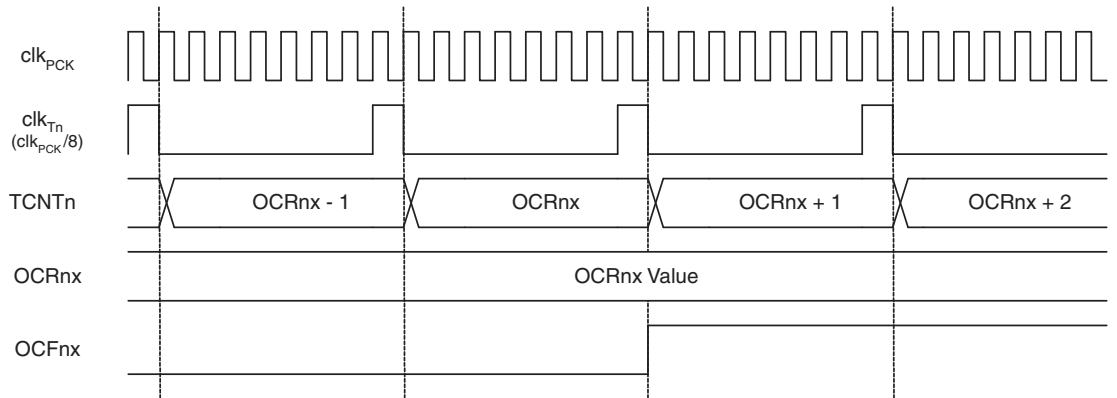 clkPCK
clkTn
(clkPCK/8)
TCNTn
OCRnx - 1
OCRnx
OCRnx + 1
OCRnx + 2
OCRnx
OCRnx Value
OCFnx